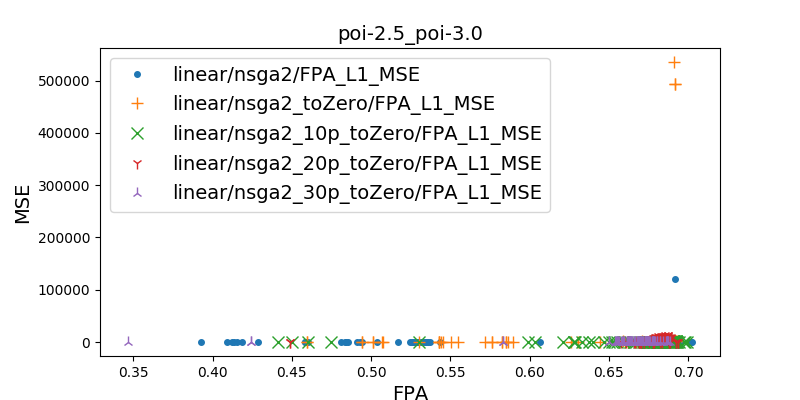 poi-2.5_poi-3.0
linear/nsga2/FPA_L1_MSE
linear/nsga2_toZero/FPA_L1_MSE
linear/nsga2_10p_toZero/FPA_L1_MSE
linear/nsga2_20p_toZero/FPA_L1_MSE
linear/nsga2_30p_toZero/FPA_L1_MSE
MSE
500000
400000
300000
200000
100000
0
0.35 0.40 0.45 0.50 0.55 0.60 0.65 0.70
FPA